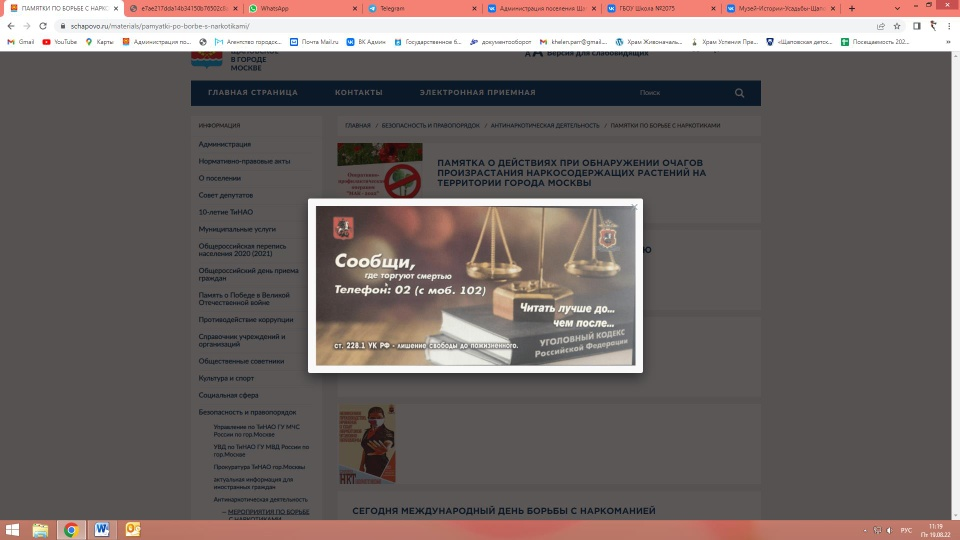 ПАМЯТКИ ПО БОРЬБЕ С НАРКО
WhatsApp
Telegram
Администрация поселения Що
ГБОУ Школа №2075
schapovo.ru/materials/pamyatki-po-borbe-s-narkotikami/
Gmail
YouTube
Карты
Администрация по...
Агентство городск...
Почта Mail.ru
ВК Админ
Государственное б...
документооборот
khelen.parr@gmail....
Храм Живоначаль...
Храм Успения Пре...
«Щаповская детск...
Посещаемость 202...
В ГОРОДЕ
МОСКВЕ
Версия для слабовидящих
ГЛАВНАЯ СТРАНИЦА
КОНТАКТЫ
ЭЛЕКТРОННАЯ ПРИЕМНАЯ
Поиск
ИНФОРМАЦИЯ
Администрация
Нормативно-правовые акты
О поселении
Совет депутатов
10-летие ТиНАО
Муниципальные услуги
Общероссийская перепись
населения 2020 (2021)
Общероссийский день приема
граждан
Память о Победе в Великой
Отечественной войне
Противодействие коррупции
Справочник учреждений и
организаций
Общественные советники
Культура и спорт
Социальная сфера
Безопасность и правопорядок
Управление по ТиНАО ГУ МЧС
России по гор.Москве
УВД по ТиНАО ГУ МВД России по
гор.Москве
Прокуратура ТиНАО гор.Москвы
актуальная информация для
иностранных граждан
Антинаркотическая деятельность
— МЕРОПРИЯТИЯ ПО БОРЬБЕ
С НАРКОТИКАМИ
ГЛАВНАЯ / БЕЗОПАСНОСТЬ И ПРАВОПОРЯДОК / АНТИНАРКОТИЧЕСКАЯ ДЕЯТЕЛЬНОСТЬ / ПАМЯТКИ ПО БОРЬБЕ С НАРКОТИКАМИ
ПАМЯТКА О ДЕЙСТВИЯХ ПРИ ОБНАРУЖЕНИИ ОЧАГОВ
ПРОИЗРАСТАНИЯ НАРКОСОДЕРЖАЩИХ РАСТЕНИЙ НА
ТЕРРИТОРИИ ГОРОДА МОСКВЫ
Сообщи,
где торгуют смертью
Телефон: 02 (с моб. 102)
Читать лучше до...
чем после...
УГОЛОВНЫЙ КОДЕКС
Российской Федерации
ст. 228.1 УК РФ - лишение свободы до пожизненного.
СЕГОДНЯ МЕЖДУНАРОДНЫЙ ДЕНЬ БОРЬБЫ С НАРКОМАНИЕЙ
РУС
11:19
Пт 19.08.22